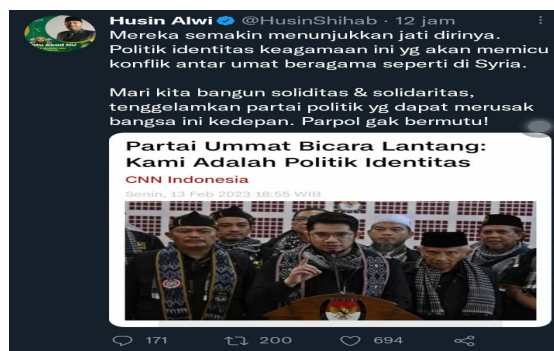 Husin Alwi @HusinShihab · 12 jam
Mereka semakin menunjukkan jati dirinya.
Politik identitas keagamaan ini yg akan memicu
konflik antar umat beragama seperti di Syria.
Mari kita bangun soliditas & solidaritas,
tenggelamkan partai politik yg dapat merusak
bangsa ini kedepan. Parpol gak bermutu!
Partai Ummat Bicara Lantang:
Kami Adalah Politik Identitas
CNN Indonesia
Senin, 13 Feb 2023 18:55 WIB
171 200 694